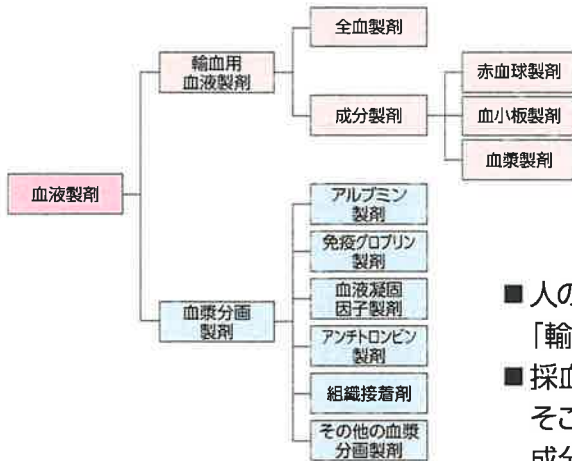 全血製剤
輸血用
血液製剤
赤血球製剤
成分製剤
血小板製剤
血漿製剤
血液製剤
アルブミン
製剤
免疫グロブリン
製剤
血液凝固
因子製剤
血漿分画
製剤
アンチトロンビン
製剤
組織接着剤
その他の血漿
分画製剤
■人の
「輸
■採血
そこ
成分